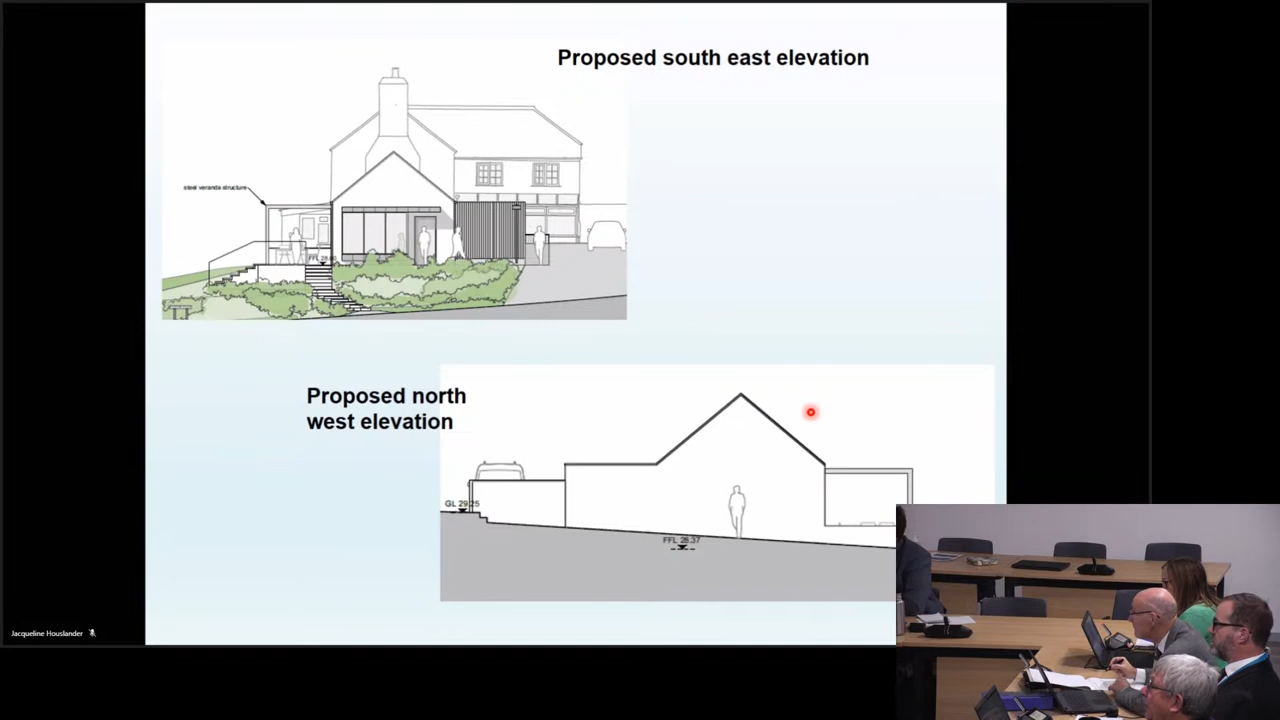 Proposed south east elevation
steel veranda structure
Proposed north
west elevation
GL 29.25
FFL 28.37
Jacqueline Houslander